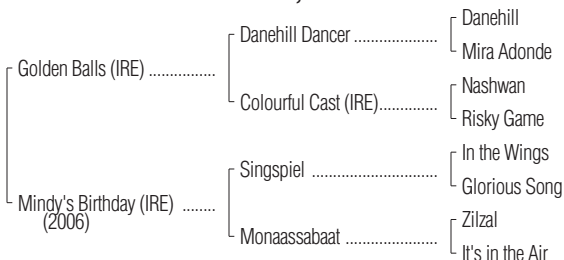 Danehill
Danehill Dancer ....................
Mira Adonde
Golden Balls (IRE) ................
Nashwan
Colourful Cast (IRE)..............
Risky Game
In the Wings
Singspiel ..............................
Glorious Song
Mindy's Birthday (IRE) ........
(2006)
Zilzal
Monaassabaat ......................
It's in the Air